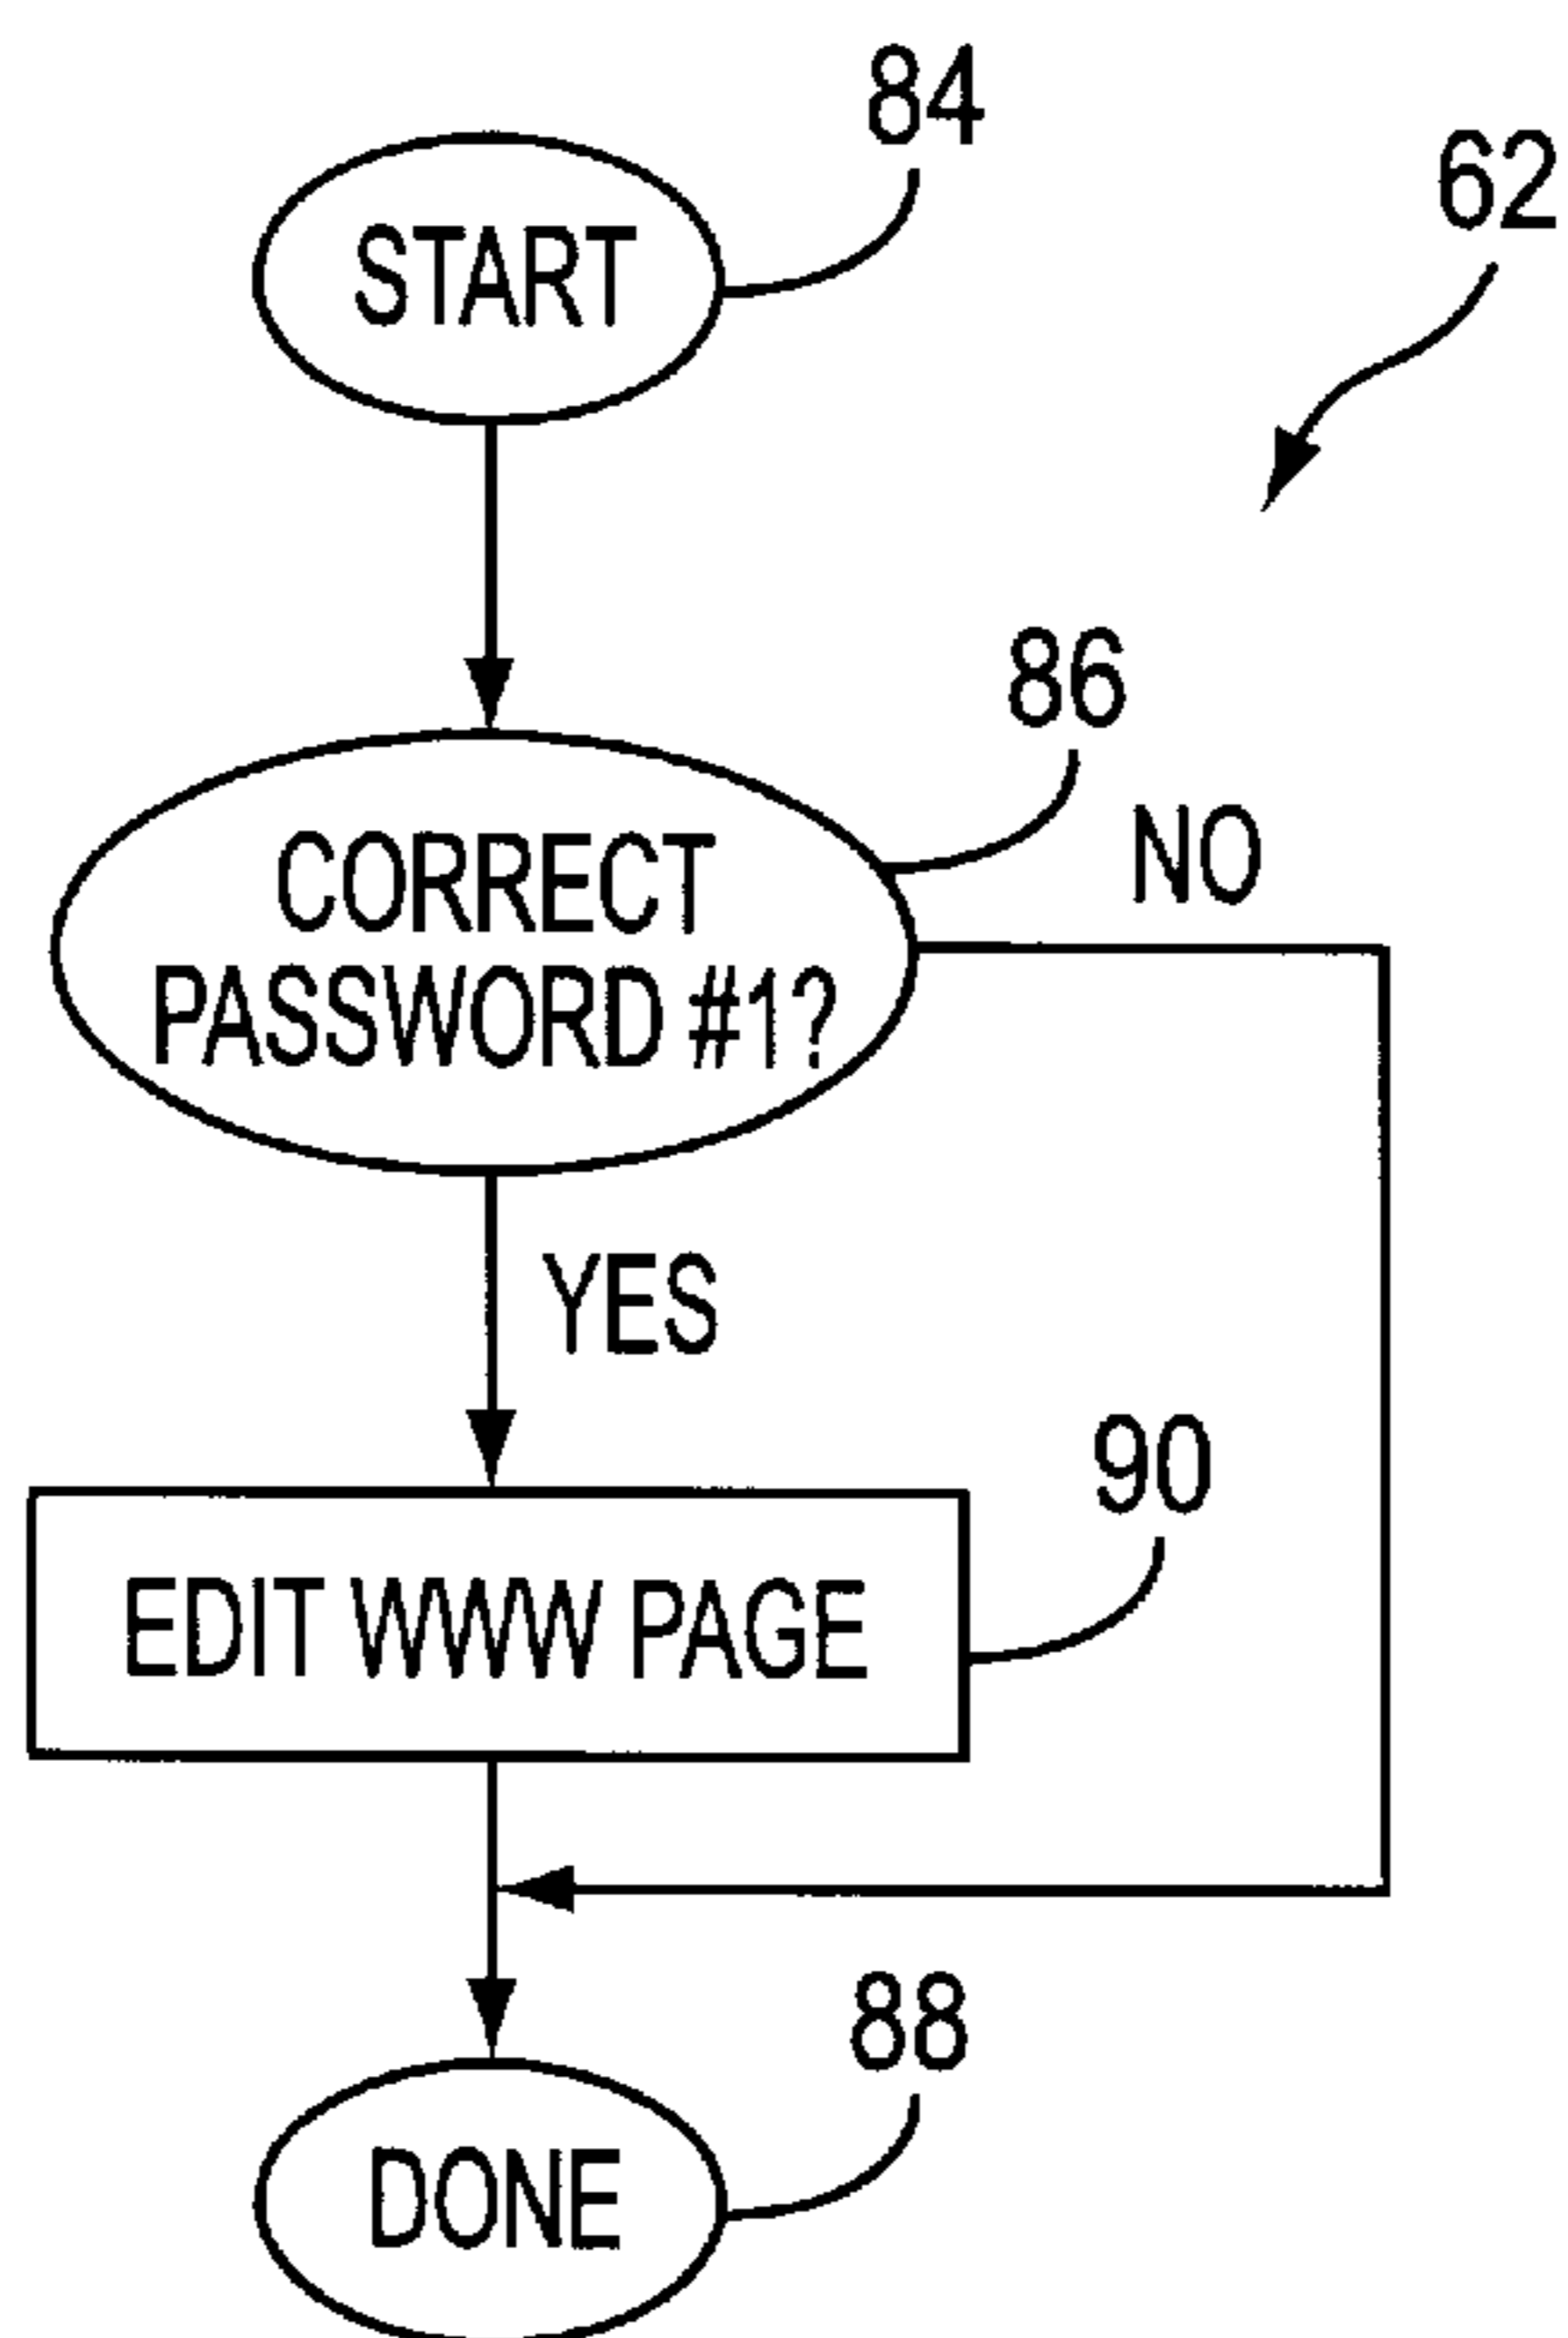 84
62
START
86
NO
CORRECT
PASSWORD #1?
YES
90
EDIT WWW PAGE
88
DONE